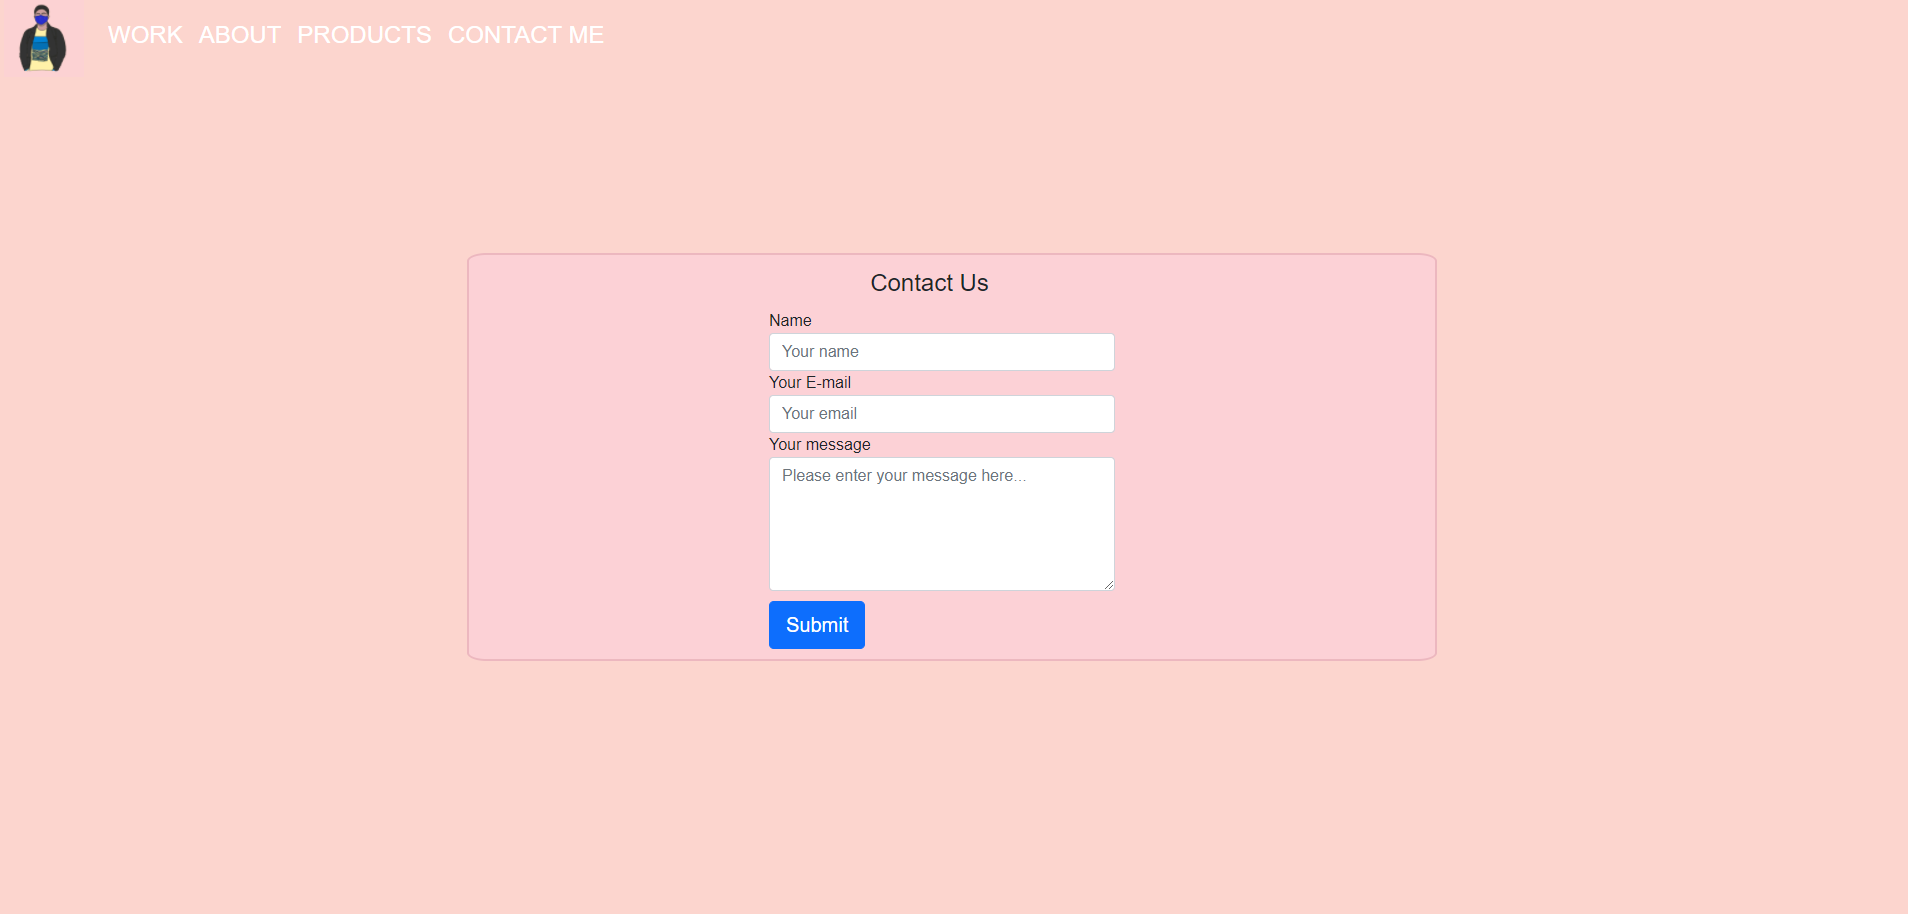 WORK ABOUT PRODUCTS CONTACT ME
Contact Us
Name
Your name
Your E-mail
Your email
Your message
Please enter your message here...
Submit